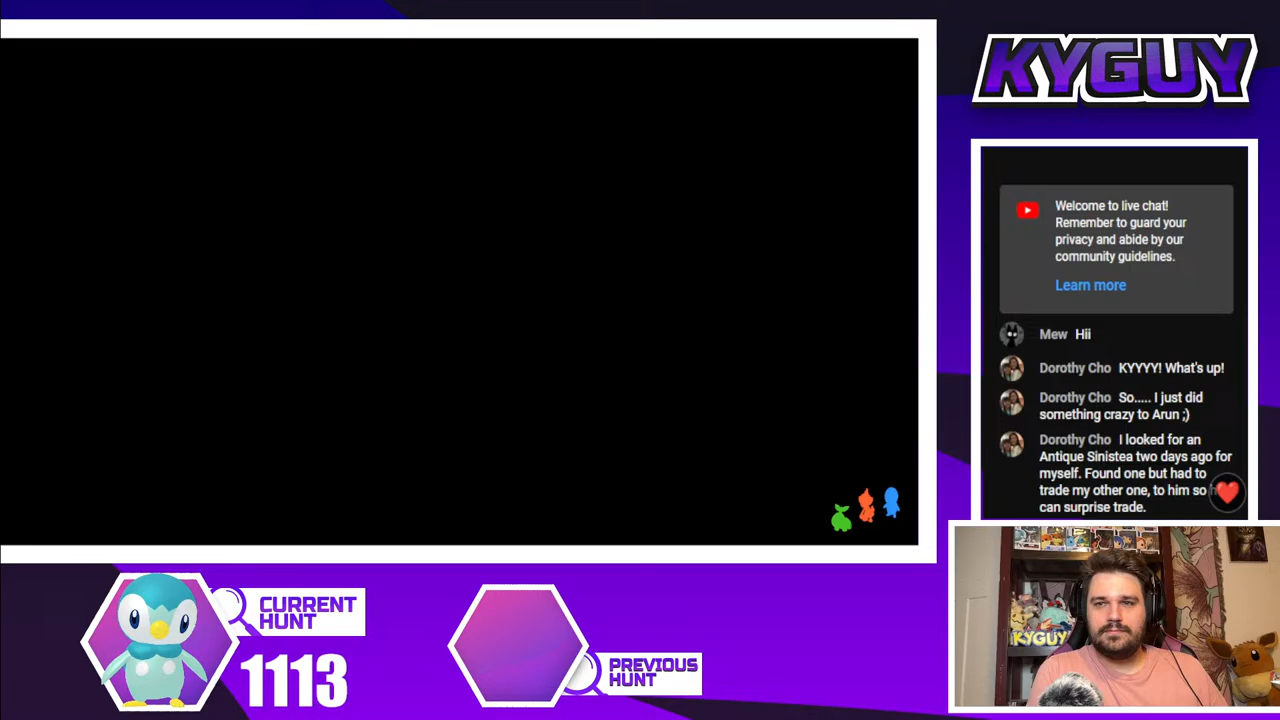 KYGUY
Welcome to live chat!
Remember to guard your
privacy and abide by our
community guidelines.
Learn more
Mew Hii
Dorothy Cho KYYYY! What's up!
Dorothy Cho So..... I just did
something crazy to Arun ;)
Dorothy Cho I looked for an
Antique Sinistea two days ago for
myself. Found one but had to
trade my other one, to him so
can surprise trade.
KYGUY
CURRENT
HUNT
1113
PREVIOUS
HUNT